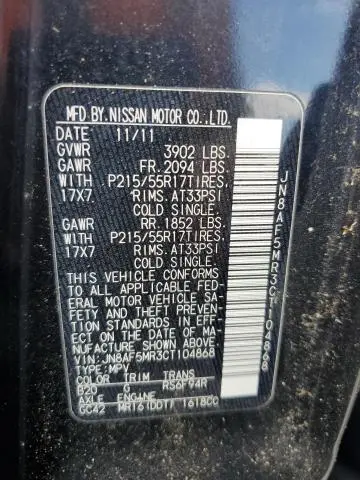 MFD.BY.NISSAN MOTOR CO.,LTD.
DATE 11/11
GVWR 3902 LBS.
GAWR FR.2094 LBS.
WITH P215/55R17TIRES.
17X7 RIMS.AT33PSI
COLD SINGLE.
GAWR RR.1852 LBS.
WITH P215/55R17TIRES.
17X7 RIMS.AT33PSI
COLD SINGLE.
THIS VEHICLE CONFORMS
TO ALL APPLICABLE FED-
ERAL MOTOR VEHICLE SA-
FETY AND THEFT PREVEN-
TION STANDARDS IN EFF-
ECT ON THE DATE OF MA-
NUFACTURE SHOWN ABOVE.
VIN:JN8AF5MR3CT104868
TYPE:MPV
COLOR TRIM TRANS
B20 G RS6F94R
AXLE ENGINE
GC42 MR16(DDT) 1618CC
JN8AF5MR3CT104868